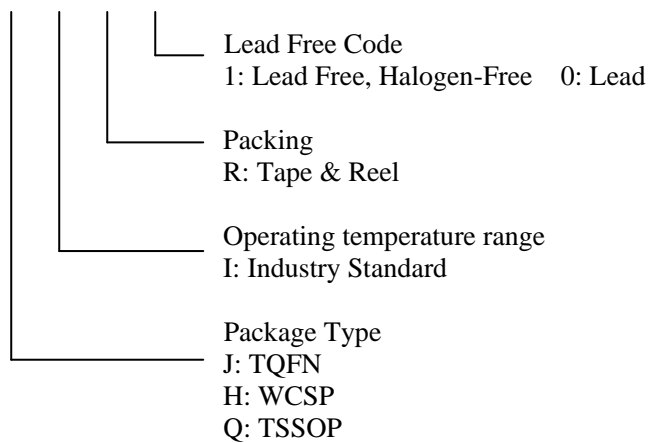 Lead Free Code
1: Lead Free, Halogen-Free 0: Lead
Packing
R: Tape & Reel
Operating temperature range
I: Industry Standard
Package Type
J: TQFN
H: WCSP
Q: TSSOP